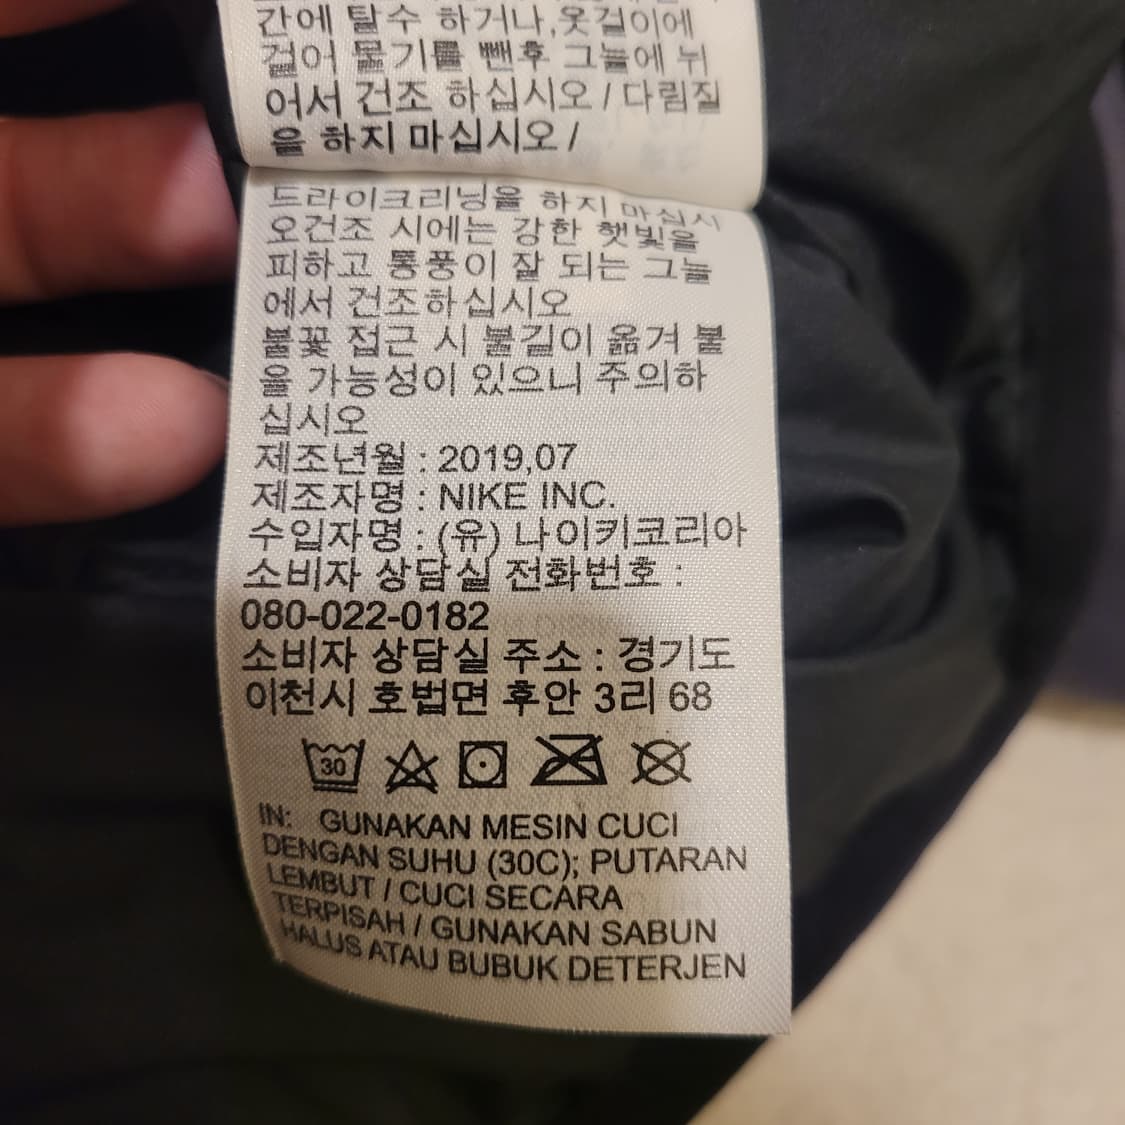 간에 탈수 하거나,옷걸이에
걸어 물기를 뺀후 그늘에 뉘
어서 건조 하십시오 / 다림질
을 하지 마십시오 /
드라이크리닝을 하지 마십시
오건조 시에는 강한 햇빛을
피하고 통풍이 잘 되는 그늘
에서 건조하십시오
불꽃 접근 시 불길이 옮겨 붙
을 가능성이 있으니 주의하
십시오
제조년월 : 2019,07
제조자명 : NIKE INC.
수입자명 : (유) 나이키코리아
소비자 상담실 전화번호 :
080-022-0182
소비자 상담실 주소 : 경기도
이천시 호법면 후안 3리 68
30
IN: GUNAKAN MESIN CUCI
DENGAN SUHU (30C); PUTARAN
LEMBUT / CUCI SECARA
TERPISAH / GUNAKAN SABUN
HALUS ATAU BUBUK DETERJEN